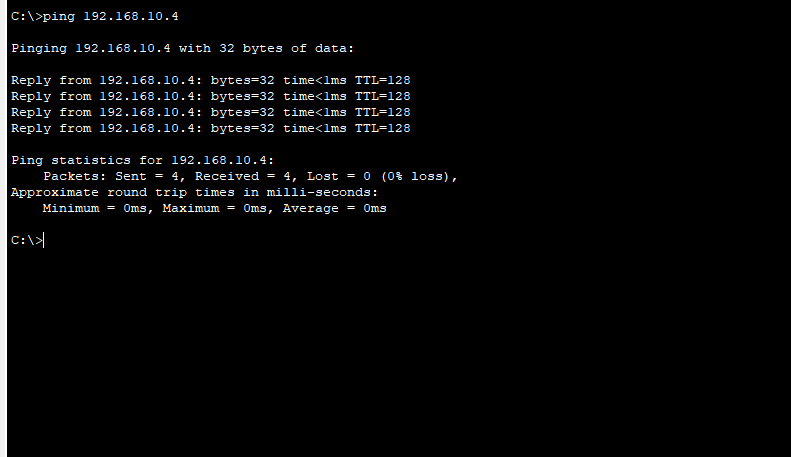 C:\>ping 192.168.10.4
Pinging 192.168.10.4 with 32 bytes of data:
Reply from 192.168.10.4: bytes=32 time<1ms TTL=128
Reply from 192.168.10.4: bytes=32 time<1ms TTL=128
Reply from 192.168.10.4: bytes=32 time<1ms TTL=128
Reply from 192.168.10.4: bytes=32 time<1ms TTL=128
Ping statistics for 192.168.10.4:
    Packets: Sent = 4, Received = 4, Lost = 0 (0% loss),
Approximate round trip times in milli-seconds:
    Minimum = 0ms, Maximum = 0ms, Average = 0ms
C:\>